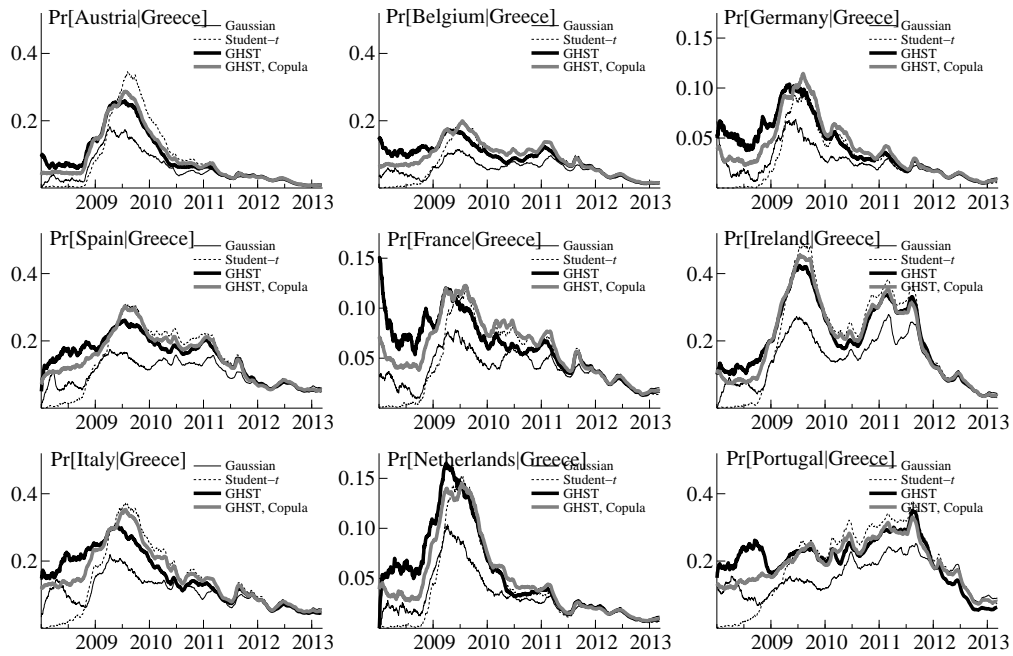 Pr[Austria|Greece]
Gaussian
Student-t
GHST
GHST, Copula
0.4
0.2
2009 2010 2011 2012 2013
Pr[Belgium|Greece]
Gaussian
Student-t
GHST
GHST, Copula
0.4
0.2
2009 2010 2011 2012 2013
Pr[Germany|Greece]
Gaussian
Student-t
GHST
GHST, Copula
0.15
0.10
0.05
2009 2010 2011 2012 2013
Pr[Spain|Greece]
Gaussian
Student-t
GHST
GHST, Copula
0.4
0.2
2009 2010 2011 2012 2013
Pr[France|Greece]
Gaussian
Student-t
GHST
GHST, Copula
0.15
0.10
0.05
2009 2010 2011 2012 2013
Pr[Ireland|Greece]
Gaussian
Student-t
GHST
GHST, Copula
0.4
0.2
2009 2010 2011 2012 2013
Pr[Italy|Greece]
Gaussian
Student-t
GHST
GHST, Copula
0.4
0.2
2009 2010 2011 2012 2013
Pr[Netherlands|Greece]
Gaussian
Student-t
GHST
GHST, Copula
0.15
0.10
0.05
2009 2010 2011 2012 2013
Pr[Portugal|Greece]
Gaussian
Student-t
GHST
GHST, Copula
0.4
0.2
2009 2010 2011 2012 2013